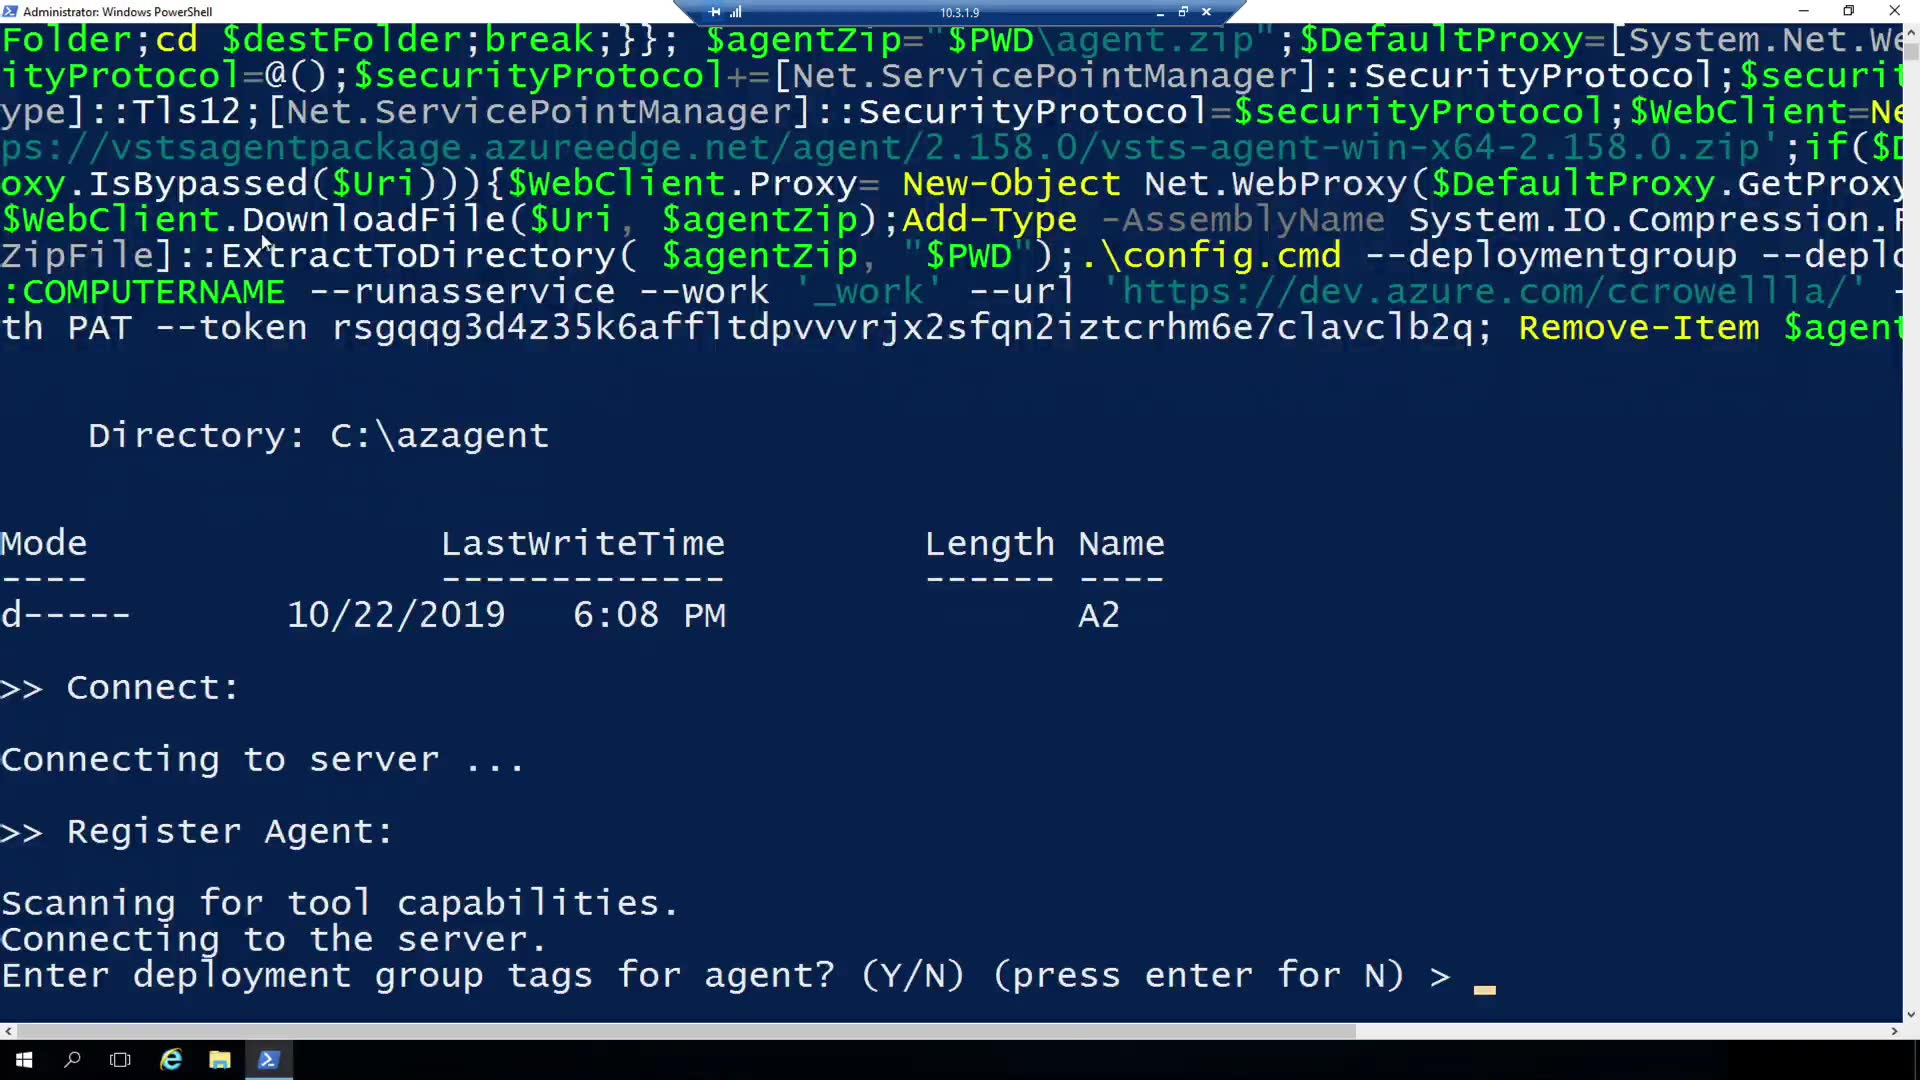 Administrator: Windows PowerShell
10.3.1.9
Folder;cd $destFolder;break;}}; $agentZip="$PWD\agent.zip";$DefaultProxy=[System.Net.We
ityProtocol=@();$securityProtocol+=[Net.ServicePointManager]::SecurityProtocol;$securit
ype]::Tls12;[Net.ServicePointManager]::SecurityProtocol=$securityProtocol;$WebClient=Ne
ps://vstsagentpackage.azureedge.net/agent/2.158.0/vsts-agent-win-x64-2.158.0.zip';if($D
oxy.IsBypassed($Uri))){$WebClient.Proxy= New-Object Net.WebProxy($DefaultProxy.GetProxy
$WebClient.DownloadFile($Uri, $agentZip);Add-Type -AssemblyName System.IO.Compression.F
ZipFile]::ExtractToDirectory( $agentZip, "$PWD");.\config.cmd --deploymentgroup --deplo
:COMPUTERNAME --runasservice --work '_work' --url 'https://dev.azure.com/ccrowellla/' -
th PAT --token rsgqqg3d4z35k6affltdpvvvrjx2sfqn2iztcrhm6e7clavclb2q; Remove-Item $agent
Directory: C:\azagent
Mode LastWriteTime Length Name
---- ------------- ------ ----
d----- 10/22/2019 6:08 PM A2
>> Connect:
Connecting to server ...
>> Register Agent:
Scanning for tool capabilities.
Connecting to the server.
Enter deployment group tags for agent? (Y/N) (press enter for N) > _